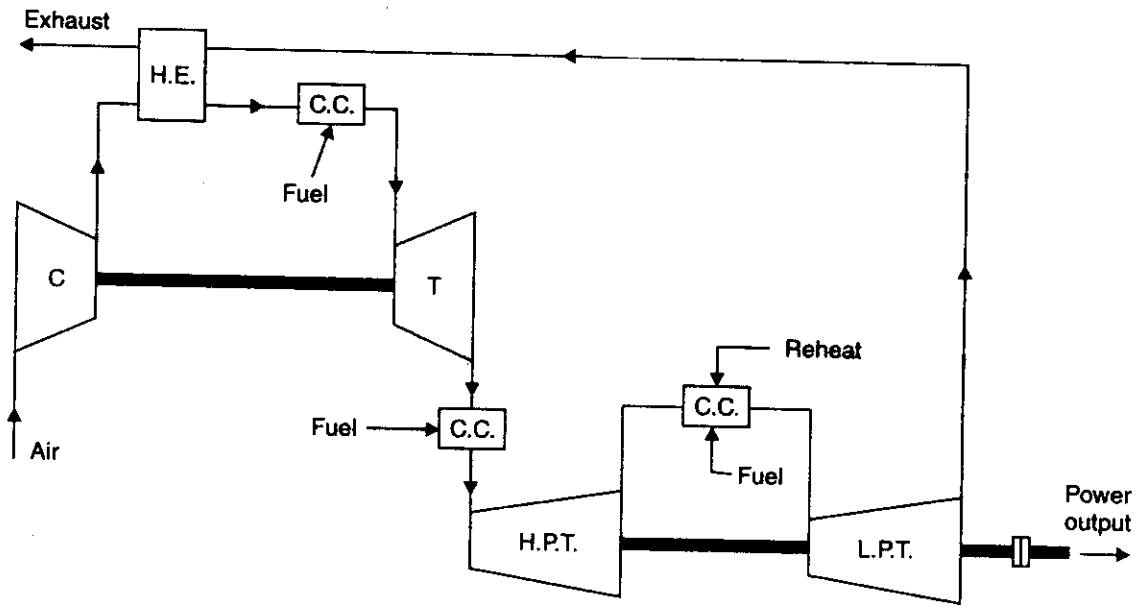 Exhaust
H.E.
C.C.
Fuel
C
T
Reheat
C.C.
Fuel
C.C.
Air
Fuel
Power
output
H.P.T.
L.P.T.